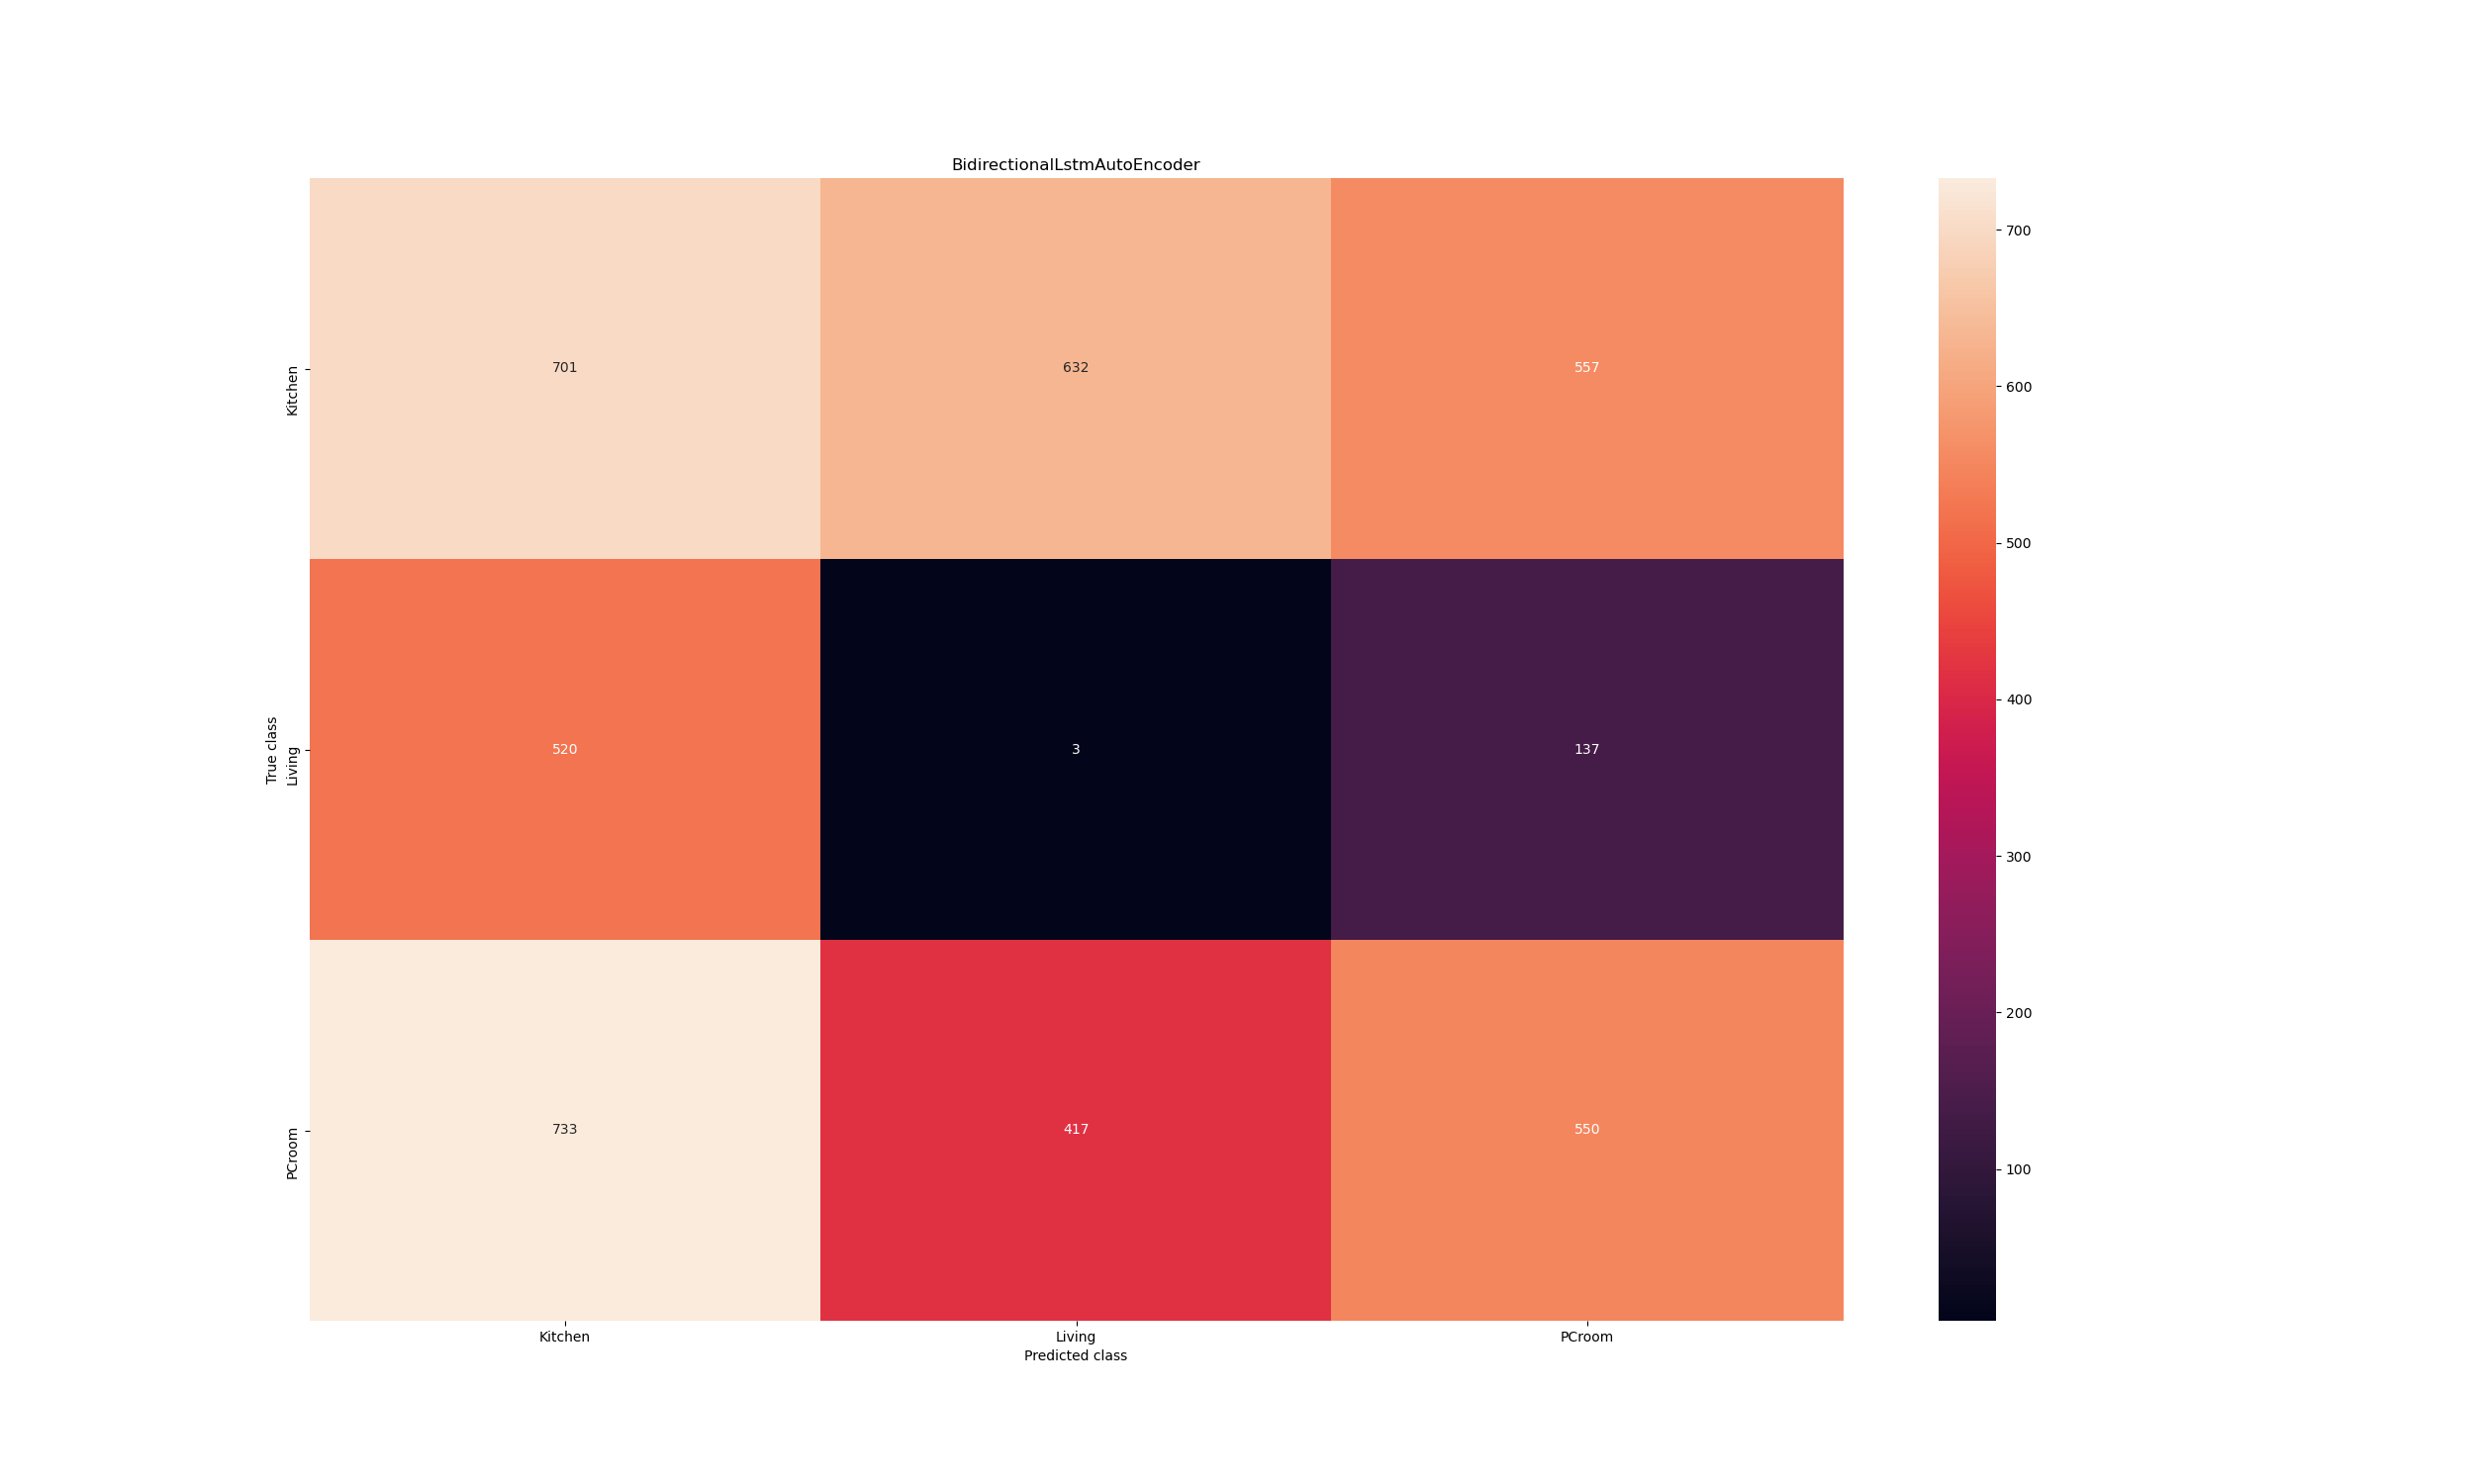 BidirectionalLstmAutoEncoder
True class
Kitchen
701 632 557
Living
520 3 137
PCroom
733 417 550
Kitchen Living PCroom
Predicted class
700
600
500
400
300
200
100